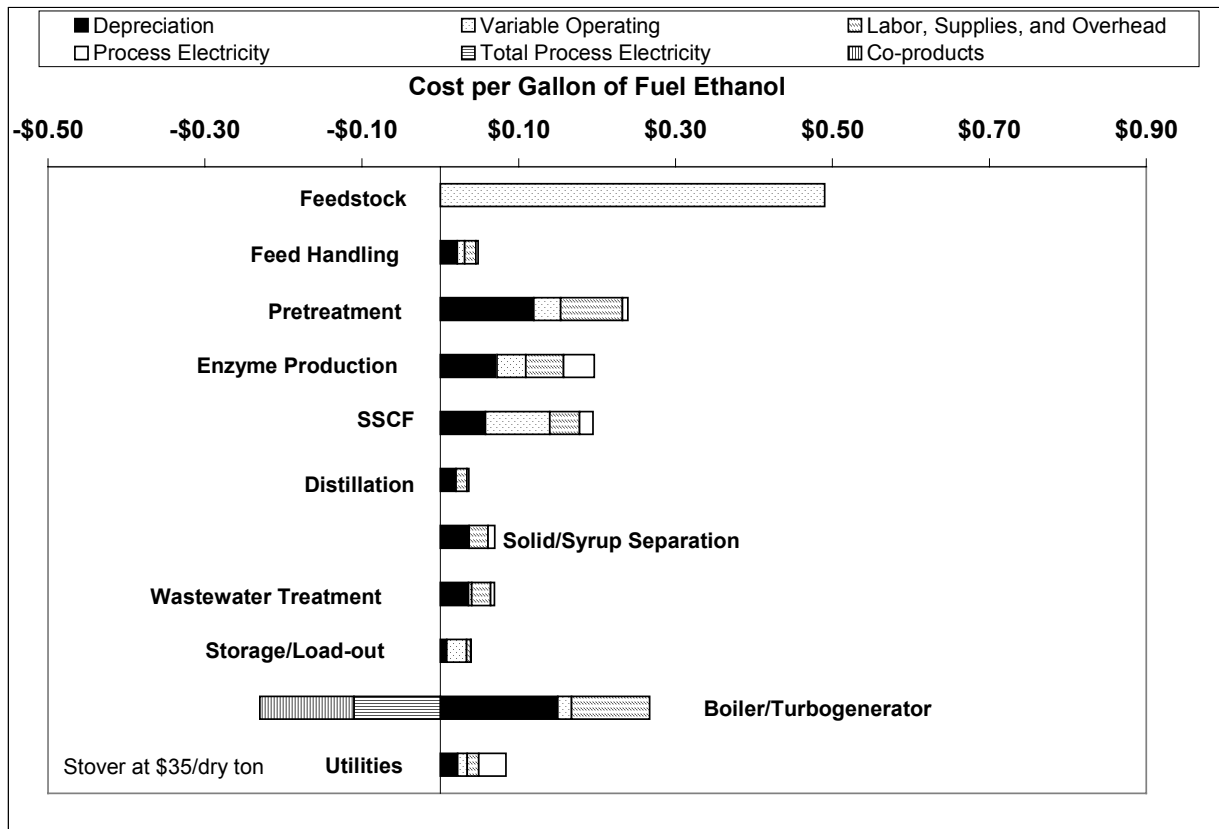 Depreciation Variable Operating Labor, Supplies, and Overhead
Process Electricity Total Process Electricity Co-products
Cost per Gallon of Fuel Ethanol
-$0.50 -$0.30 -$0.10 $0.10 $0.30 $0.50 $0.70 $0.90
Feedstock
Feed Handling
Pretreatment
Enzyme Production
SSCF
Distillation
Solid/Syrup Separation
Wastewater Treatment
Storage/Load-out
Boiler/Turbogenerator
Stover at $35/dry ton Utilities